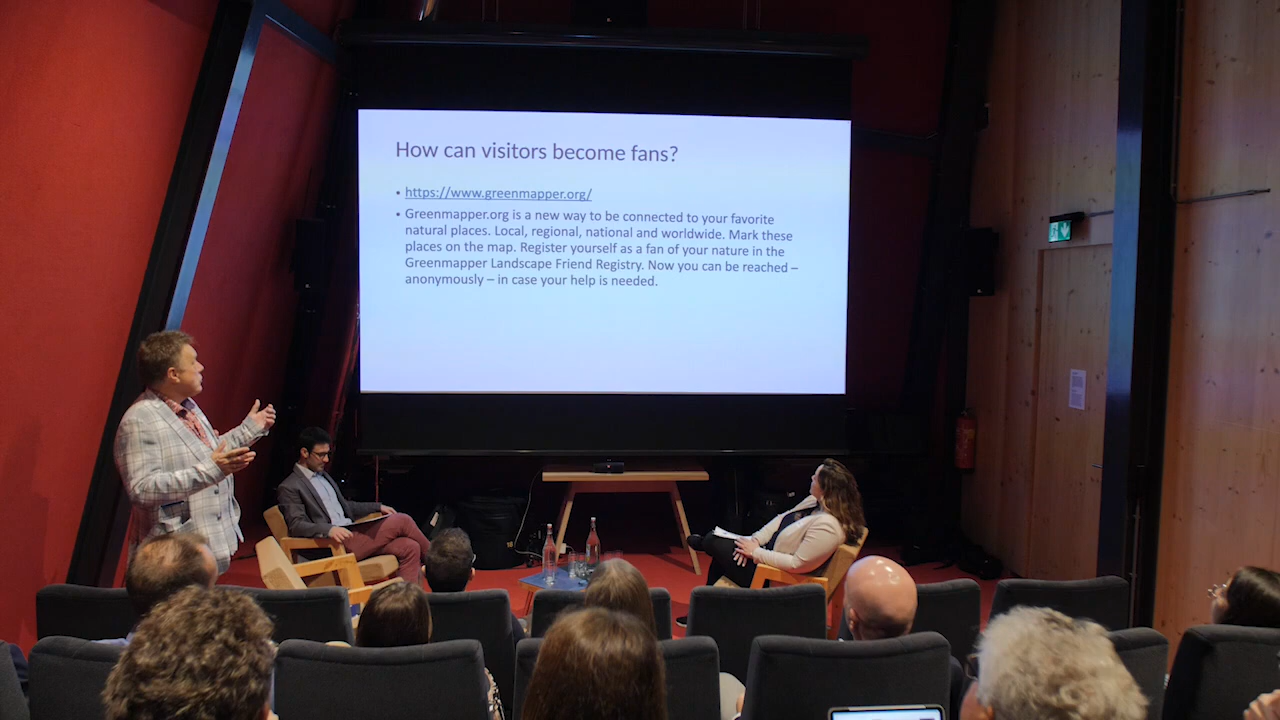 How can visitors become fans?
• https://www.greenmapper.org/
• Greenmapper.org is a new way to be connected to your favorite
natural places. Local, regional, national and worldwide. Mark these
places on the map. Register yourself as a fan of your nature in the
Greenmapper Landscape Friend Registry. Now you can be reached –
anonymously – in case your help is needed.